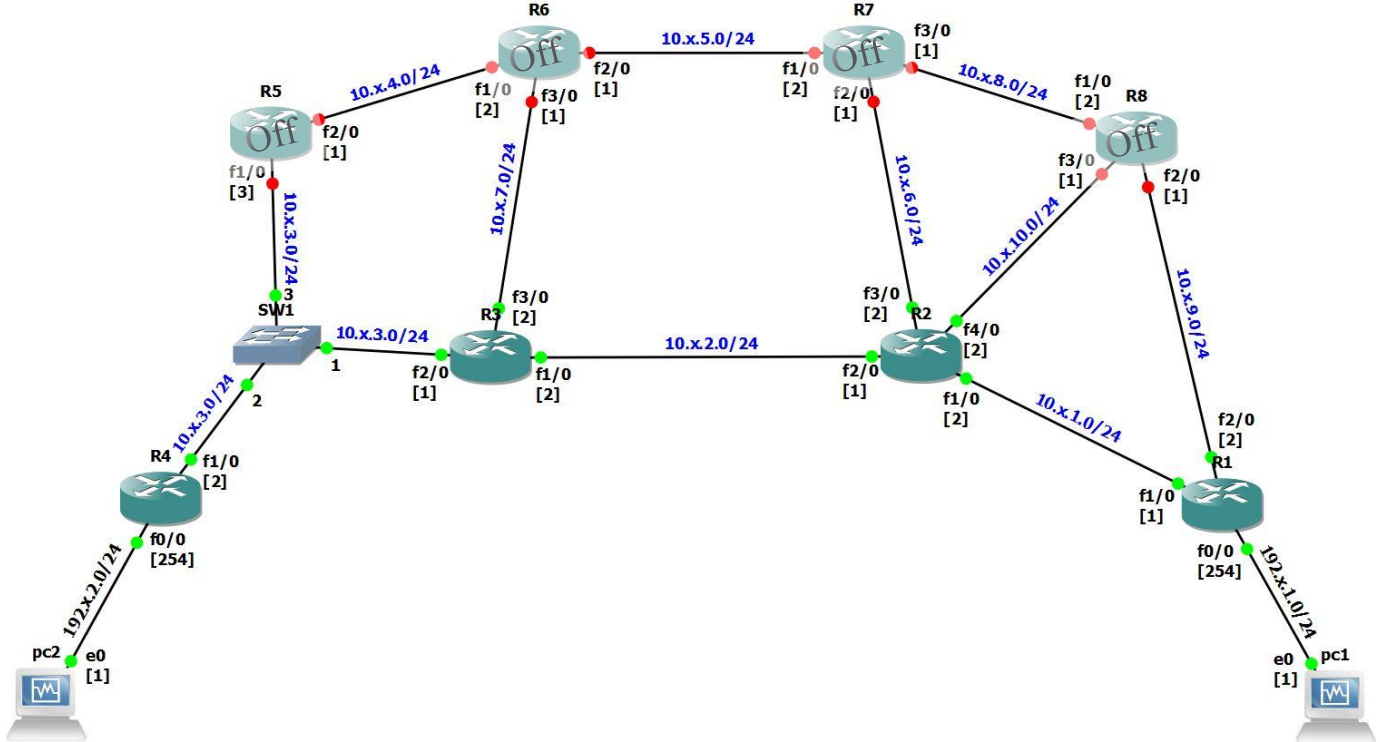 R6
R7
10.x.5.0/24
f3/0
[1]
Off
Off
10.x.8.0/24
f1/0
[2]
R8
R5
10.x.4.0/24
f1/0
[2]
f2/0
[1]
f3/0
[1]
f1/0
[2]
f2/0
[1]
Off
f2/0
[1]
Off
f1/0
[3]
f3/0
[1]
f2/0
[1]
10.x.7.0/24
10.x.6.0/24
10.x.10.0/24
10.x.3.0/24
10.x.9.0/24
3
SW1
f3/0
[2]
R3
f3/0
[2]
R2
10.x.3.0/24
10.x.2.0/24
f4/0
[2]
1
f2/0
[1]
f1/0
[2]
f2/0
[1]
f1/0
[2]
2
10.x.3.0/24
10.x.1.0/24
f2/0
[2]
R4
f1/0
[2]
R1
f1/0
[1]
f0/0
[254]
f0/0
[254]
192.x.2.0/24
192.x.1.0/24
pc2
e0
[1]
e0
[1]
pc1